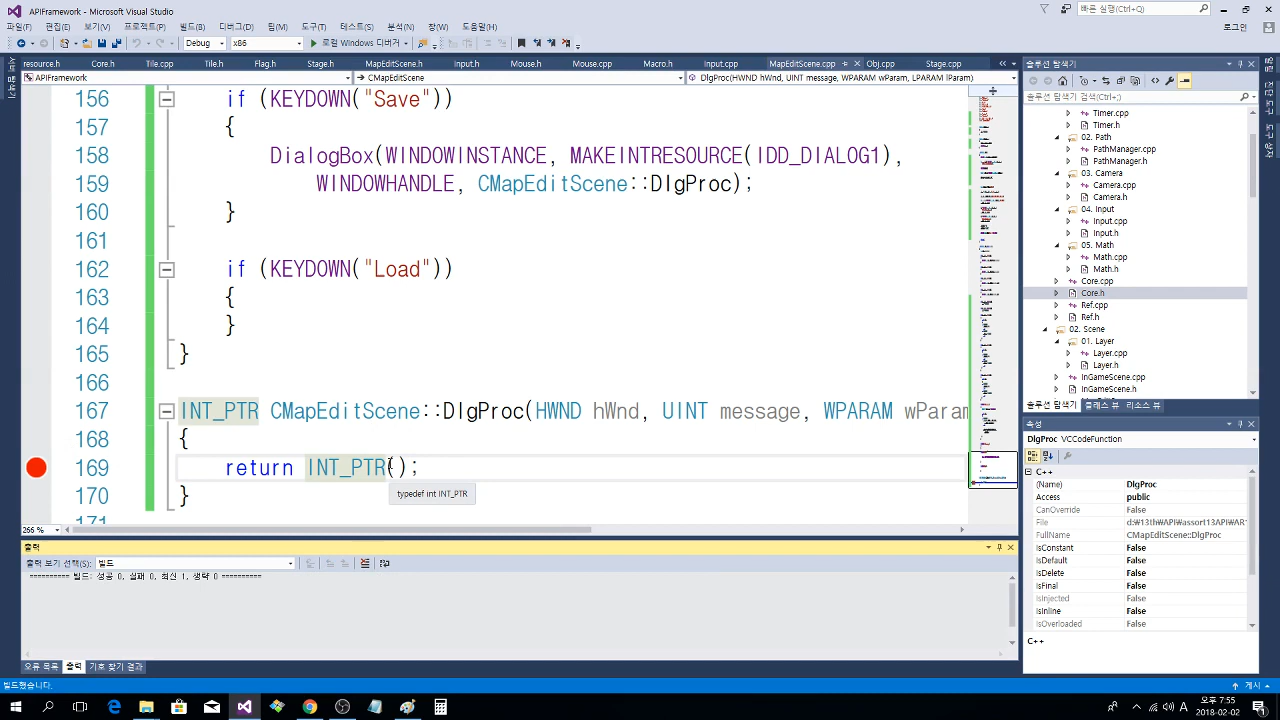 APIFramework - Microsoft Visual Studio
빠른 실행(Ctrl+Q)
파일(F) 편집(E) 보기(V) 프로젝트(P) 빌드(B) 디버그(D) 팀(M) 도구(T) 테스트(S) 분석(N) 창(W) 도움말(H)
로그인
Debug x86 로컬 Windows 디버거
resource.h Core.h Tile.cpp Tile.h Flag.h Stage.h MapEditScene.h Input.h Mouse.h Mouse.cpp Macro.h Input.cpp MapEditScene.cpp Obj.cpp Stage.cpp
APIFramework CMapEditScene DlgProc(HWND hWnd, UINT message, WPARAM wParam, LPARAM lParam)
156 if (KEYDOWN("Save"))
157 {
158 DialogBox(WINDOWINSTANCE, MAKEINTRESOURCE(IDD_DIALOG1),
159 WINDOWHANDLE, CMapEditScene::DlgProc);
160 }
161
162 if (KEYDOWN("Load"))
163 {
164 }
165 }
166
167 INT_PTR CMapEditScene::DlgProc(HWND hWnd, UINT message, WPARAM wParam
168 {
169 return INT_PTR();
typedef int INT_PTR
170 }
171
266 %
출력
출력 보기 선택(S): 빌드
========== 빌드: 성공 0, 실패 0, 최신 1, 생략 0 ==========
오류 목록 출력 기호 찾기 결과
솔루션 탐색기
솔루션 탐색기 검색(Ctrl+;)
Timer.cpp
Timer.h
02. Path
PathManager.cpp
PathManager.h
03. Camera
Camera.cpp
Camera.h
04. Input
Input.cpp
Input.h
05. Math
Math.cpp
Math.h
Core.cpp
Core.h
Ref.cpp
Ref.h
02. Scene
01. Layer
Layer.cpp
Layer.h
InGameScene.cpp
InGameScene.h
솔루션 탐색기 클래스 뷰 리소스 뷰
속성
DlgProc VCCodeFunction
C++
(Name) DlgProc
Access public
CanOverride False
File d:\13th\API\assort13API\AR
FullName CMapEditScene::DlgProc
IsConstant False
IsDefault False
IsDelete False
IsFinal False
IsInjected False
IsInline False
IsOverloaded False
C++
빌드했습니다.
게시
오후 7:55
2018-02-02